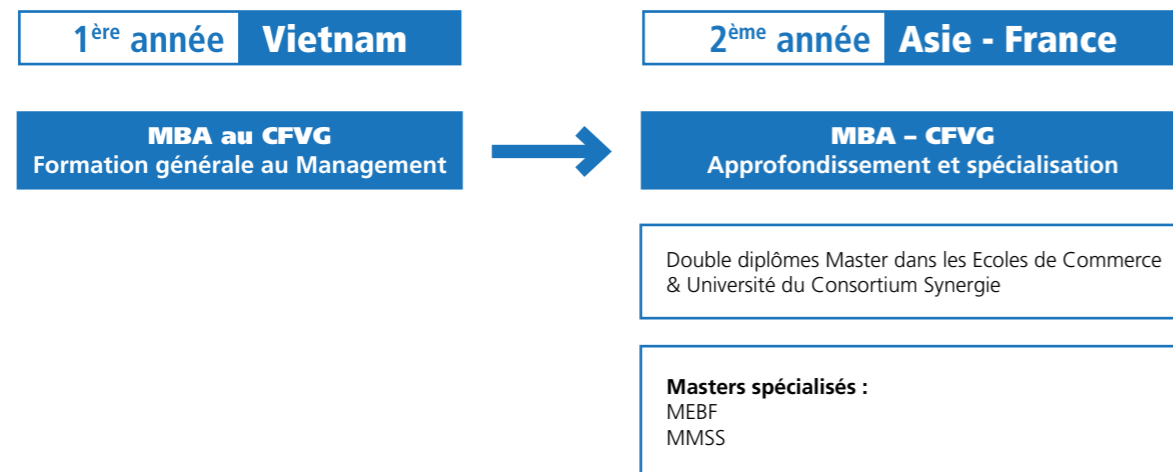 1ère année Vietnam
MBA au CFVG
Formation générale au Management
2ème année Asie - France
MBA – CFVG
Approfondissement et spécialisation
Double diplômes Master dans les Ecoles de Commerce
& Université du Consortium Synergie
Masters spécialisés :
MEBF
MMSS